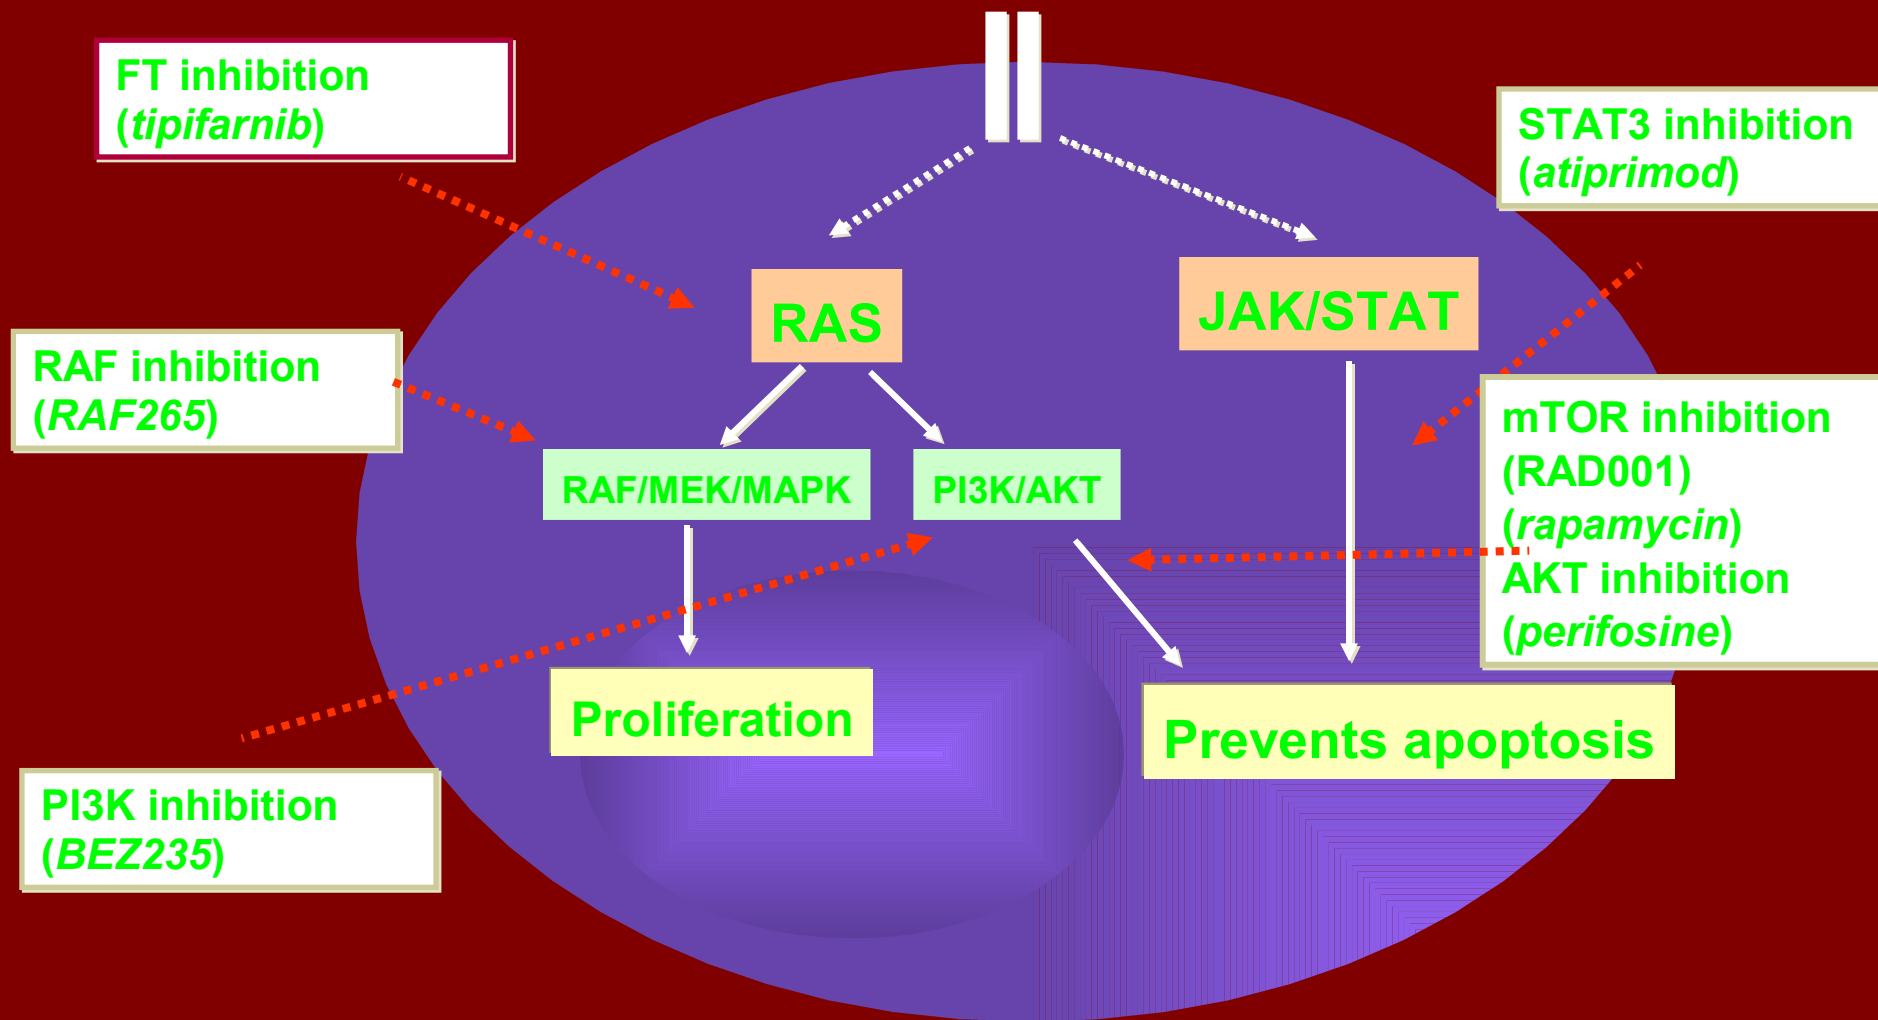 FT inhibition
(tipifarnib)
STAT3 inhibition
(atiprimod)
RAS
JAK/STAT
RAF inhibition
(RAF265)
mTOR inhibition
(RAD001)
(rapamycin)
AKT inhibition
(perifosine)
RAF/MEK/MAPK
PI3K/AKT
Proliferation
Prevents apoptosis
PI3K inhibition
(BEZ235)